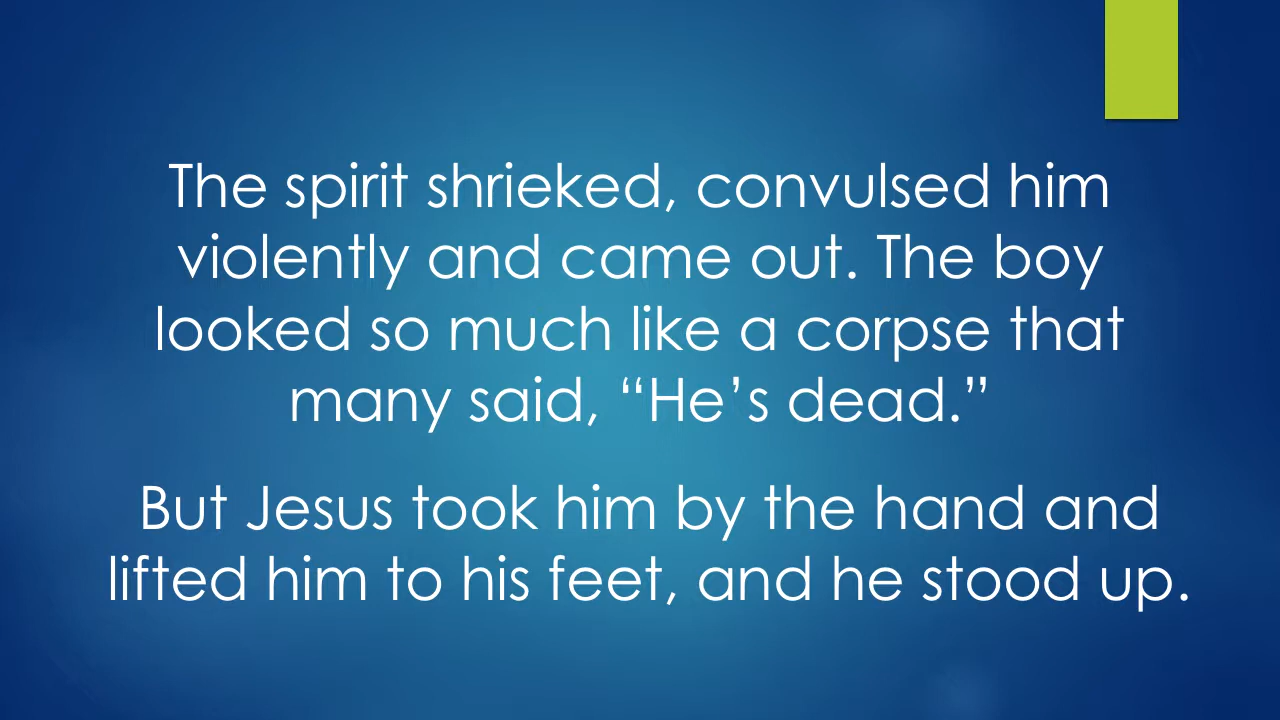 The spirit shrieked, convulsed him
violently and came out. The boy
looked so much like a corpse that
many said, “He’s dead.”
But Jesus took him by the hand and
lifted him to his feet, and he stood up.